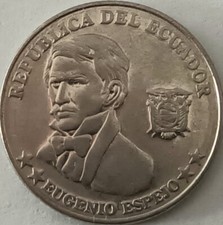 REPUBLICA DEL ECUADOR
EUGENIO ESPEJO